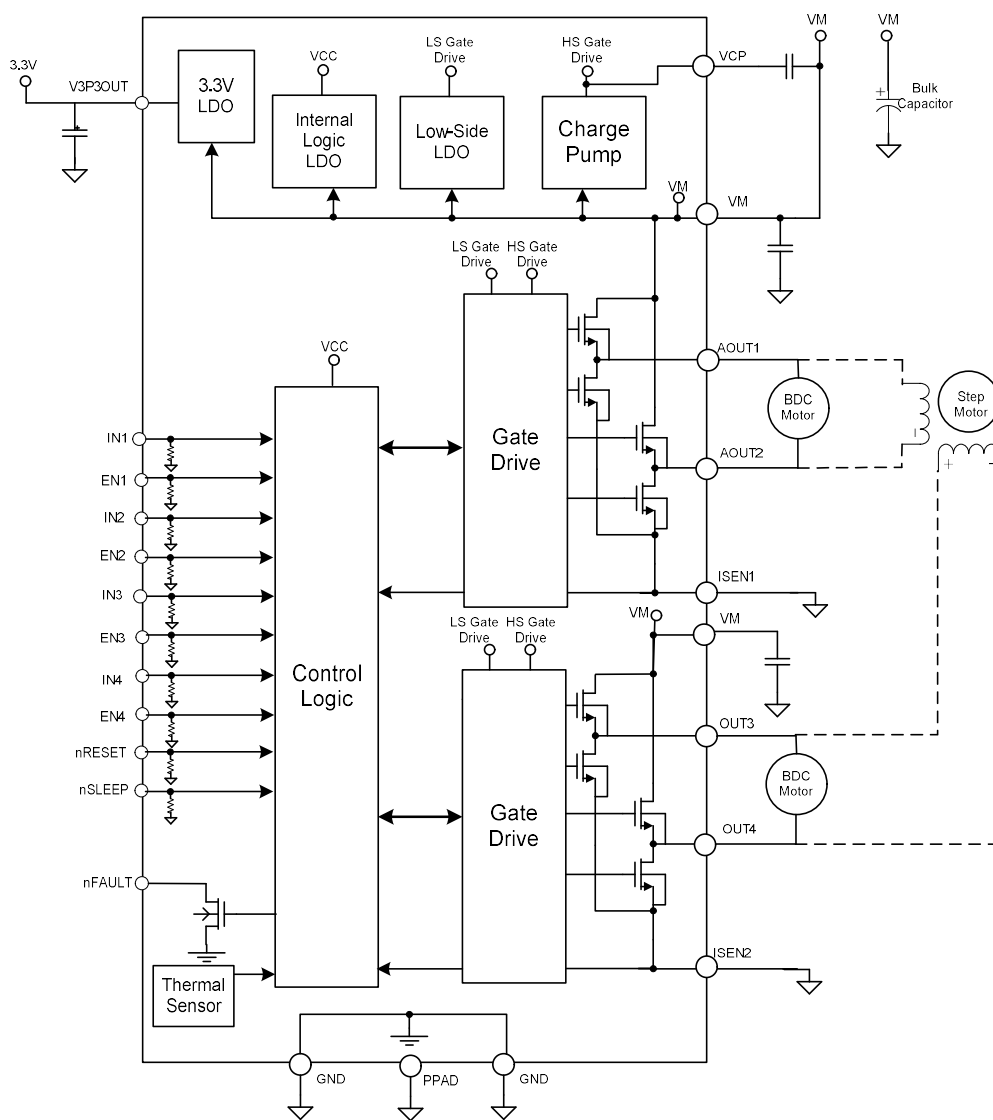 VM
VM
3.3V
V3P3OUT
3.3V
LDO
VCC
Internal
Logic
LDO
LS Gate
Drive
Low-Side
LDO
HS Gate
Drive
Charge
Pump
VCP
+
Bulk
Capacitor
+
VM
VM
LS Gate
Drive
HS Gate
Drive
Gate
Drive
AOUT1
BDC
Motor
AOUT2
Step
Motor
+
-
ISEN1
VCC
Control
Logic
IN1
EN1
IN2
EN2
IN3
EN3
IN4
EN4
nRESET
nSLEEP
nFAULT
Thermal
Sensor
VM
VM
LS Gate
Drive
HS Gate
Drive
Gate
Drive
OUT3
BDC
Motor
OUT4
ISEN2
GND
PPAD
GND